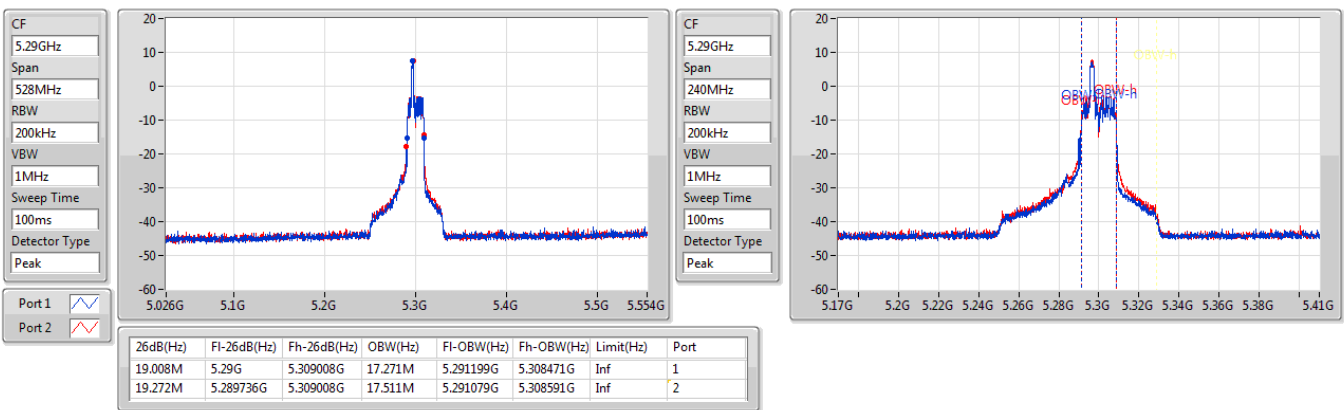 CF
5.29GHz
Span
528MHz
RBW
200kHz
VBW
1MHz
Sweep Time
100ms
Detector Type
Peak
Port 1
Port 2
20
10
0
-10
-20
-30
-40
-50
-60
5.026G 5.1G 5.2G 5.3G 5.4G 5.5G 5.554G
CF
5.29GHz
Span
240MHz
RBW
200kHz
VBW
1MHz
Sweep Time
100ms
Detector Type
Peak
20
10
0
-10
-20
-30
-40
-50
-60
OBW-h
OBW-h
OBW-h
5.17G 5.2G 5.22G 5.24G 5.26G 5.28G 5.3G 5.32G 5.34G 5.36G 5.38G 5.41G
26dB(Hz) Fl-26dB(Hz) Fh-26dB(Hz) OBW(Hz) Fl-OBW(Hz) Fh-OBW(Hz) Limit(Hz) Port
19.008M 5.29G 5.309008G 17.271M 5.291199G 5.308471G Inf 1
19.272M 5.289736G 5.309008G 17.511M 5.291079G 5.308591G Inf 2